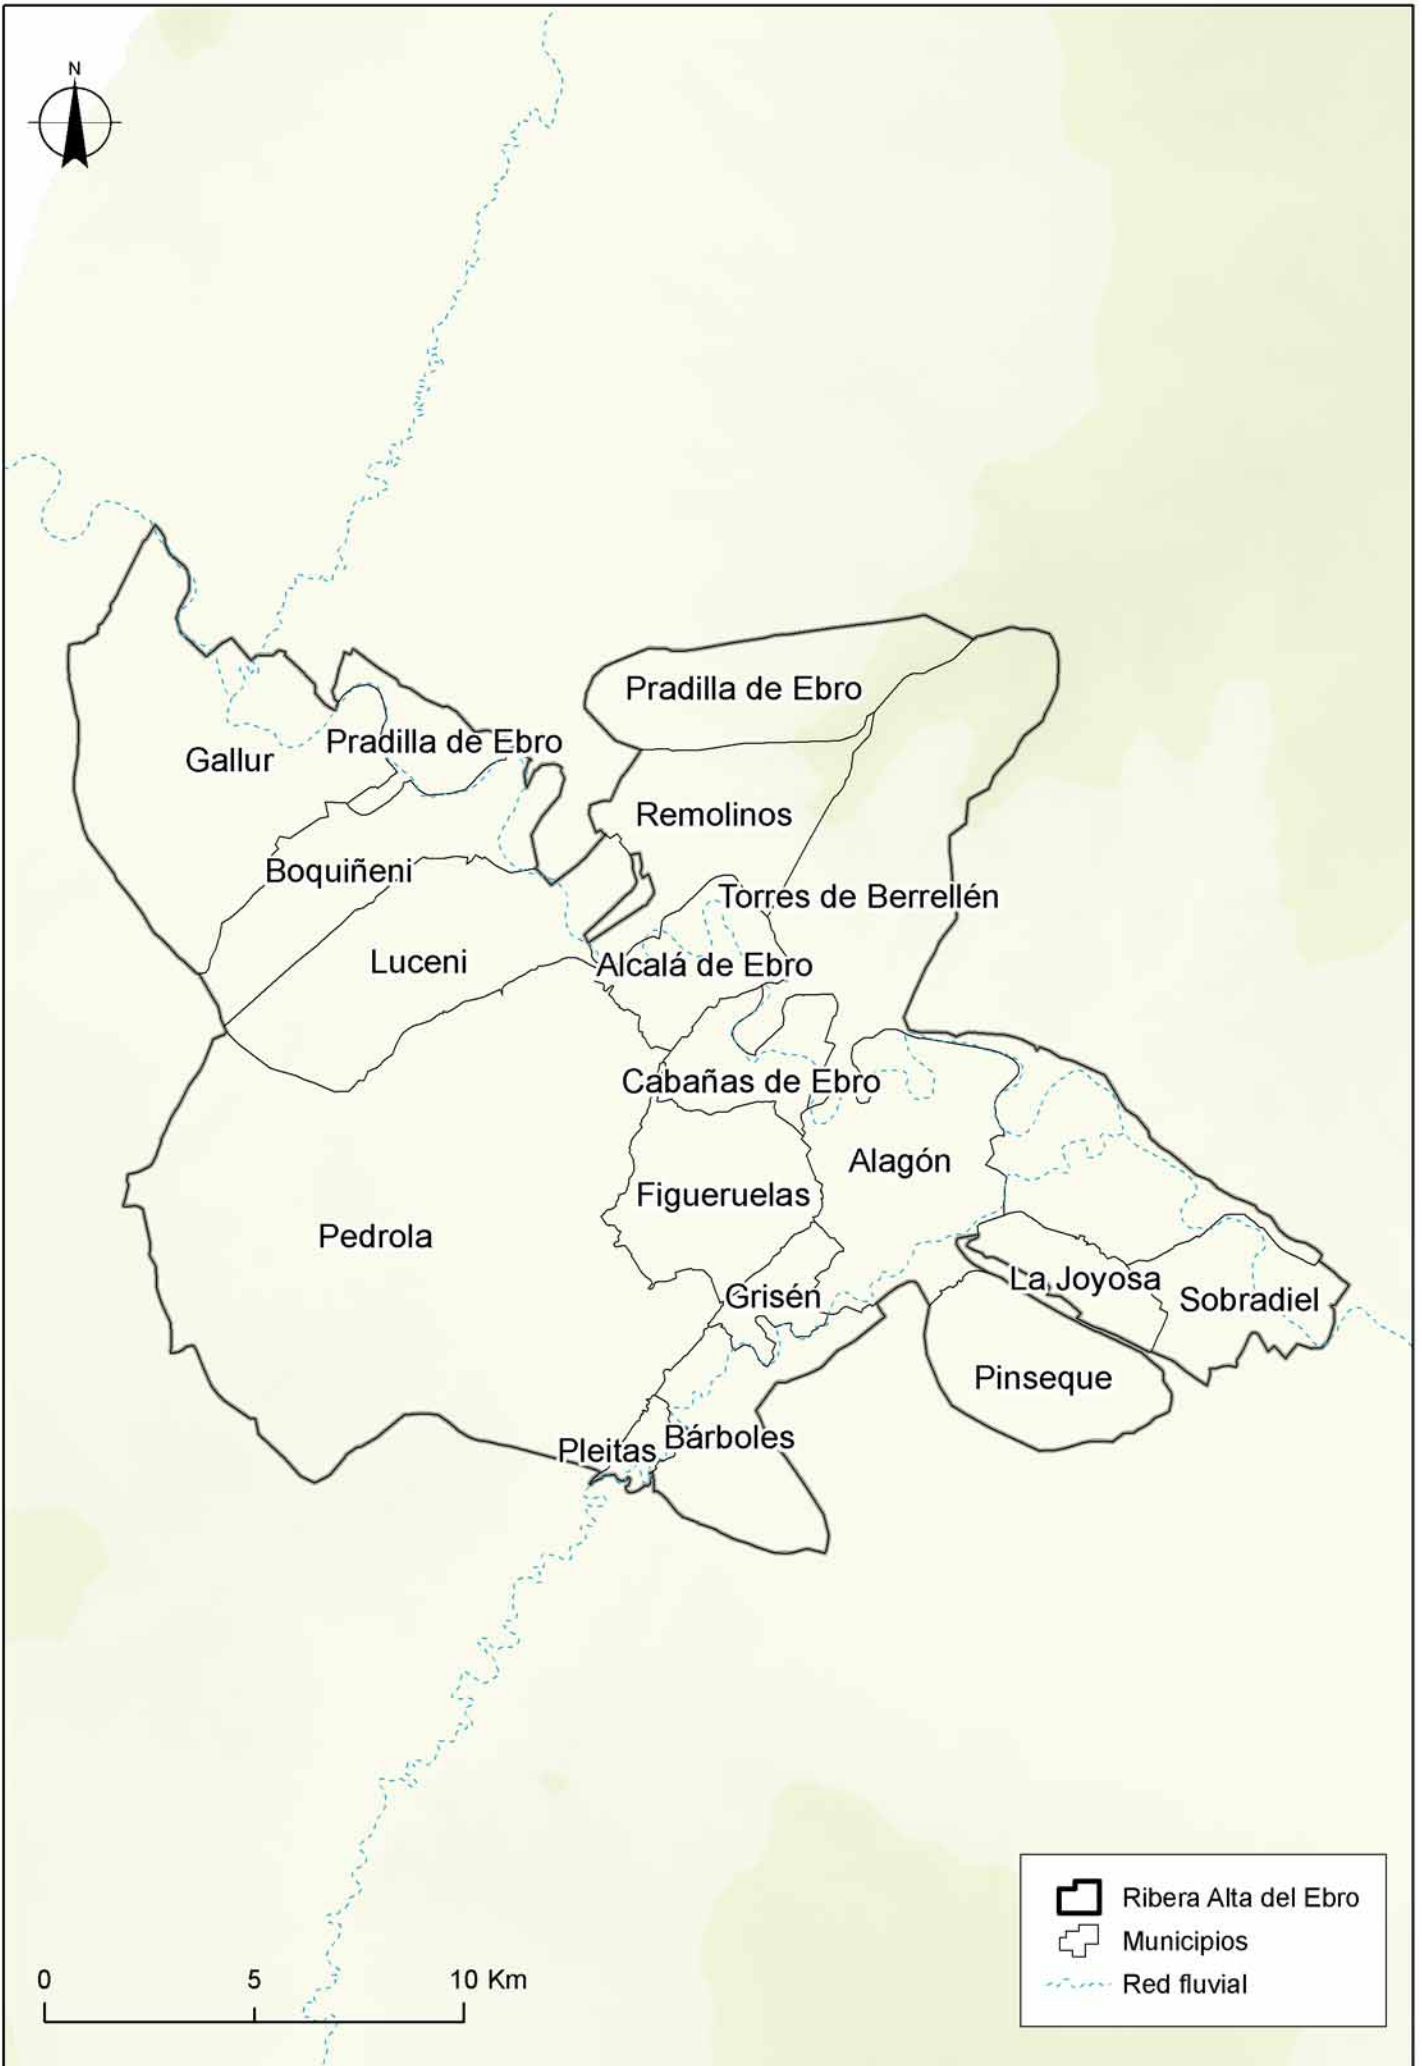 N
Pradilla de Ebro
Pradilla de Ebro
Gallur
Remolinos
Boquiñeni
Torres de Berrellén
Luceni
Alcalá de Ebro
Cabañas de Ebro
Alagón
Figueruelas
Pedrola
La Joyosa
Grisén
Sobradiel
Pinseque
Bárboles
Pleitas
Ribera Alta del Ebro
Municipios
Red fluvial
0 5 10 Km